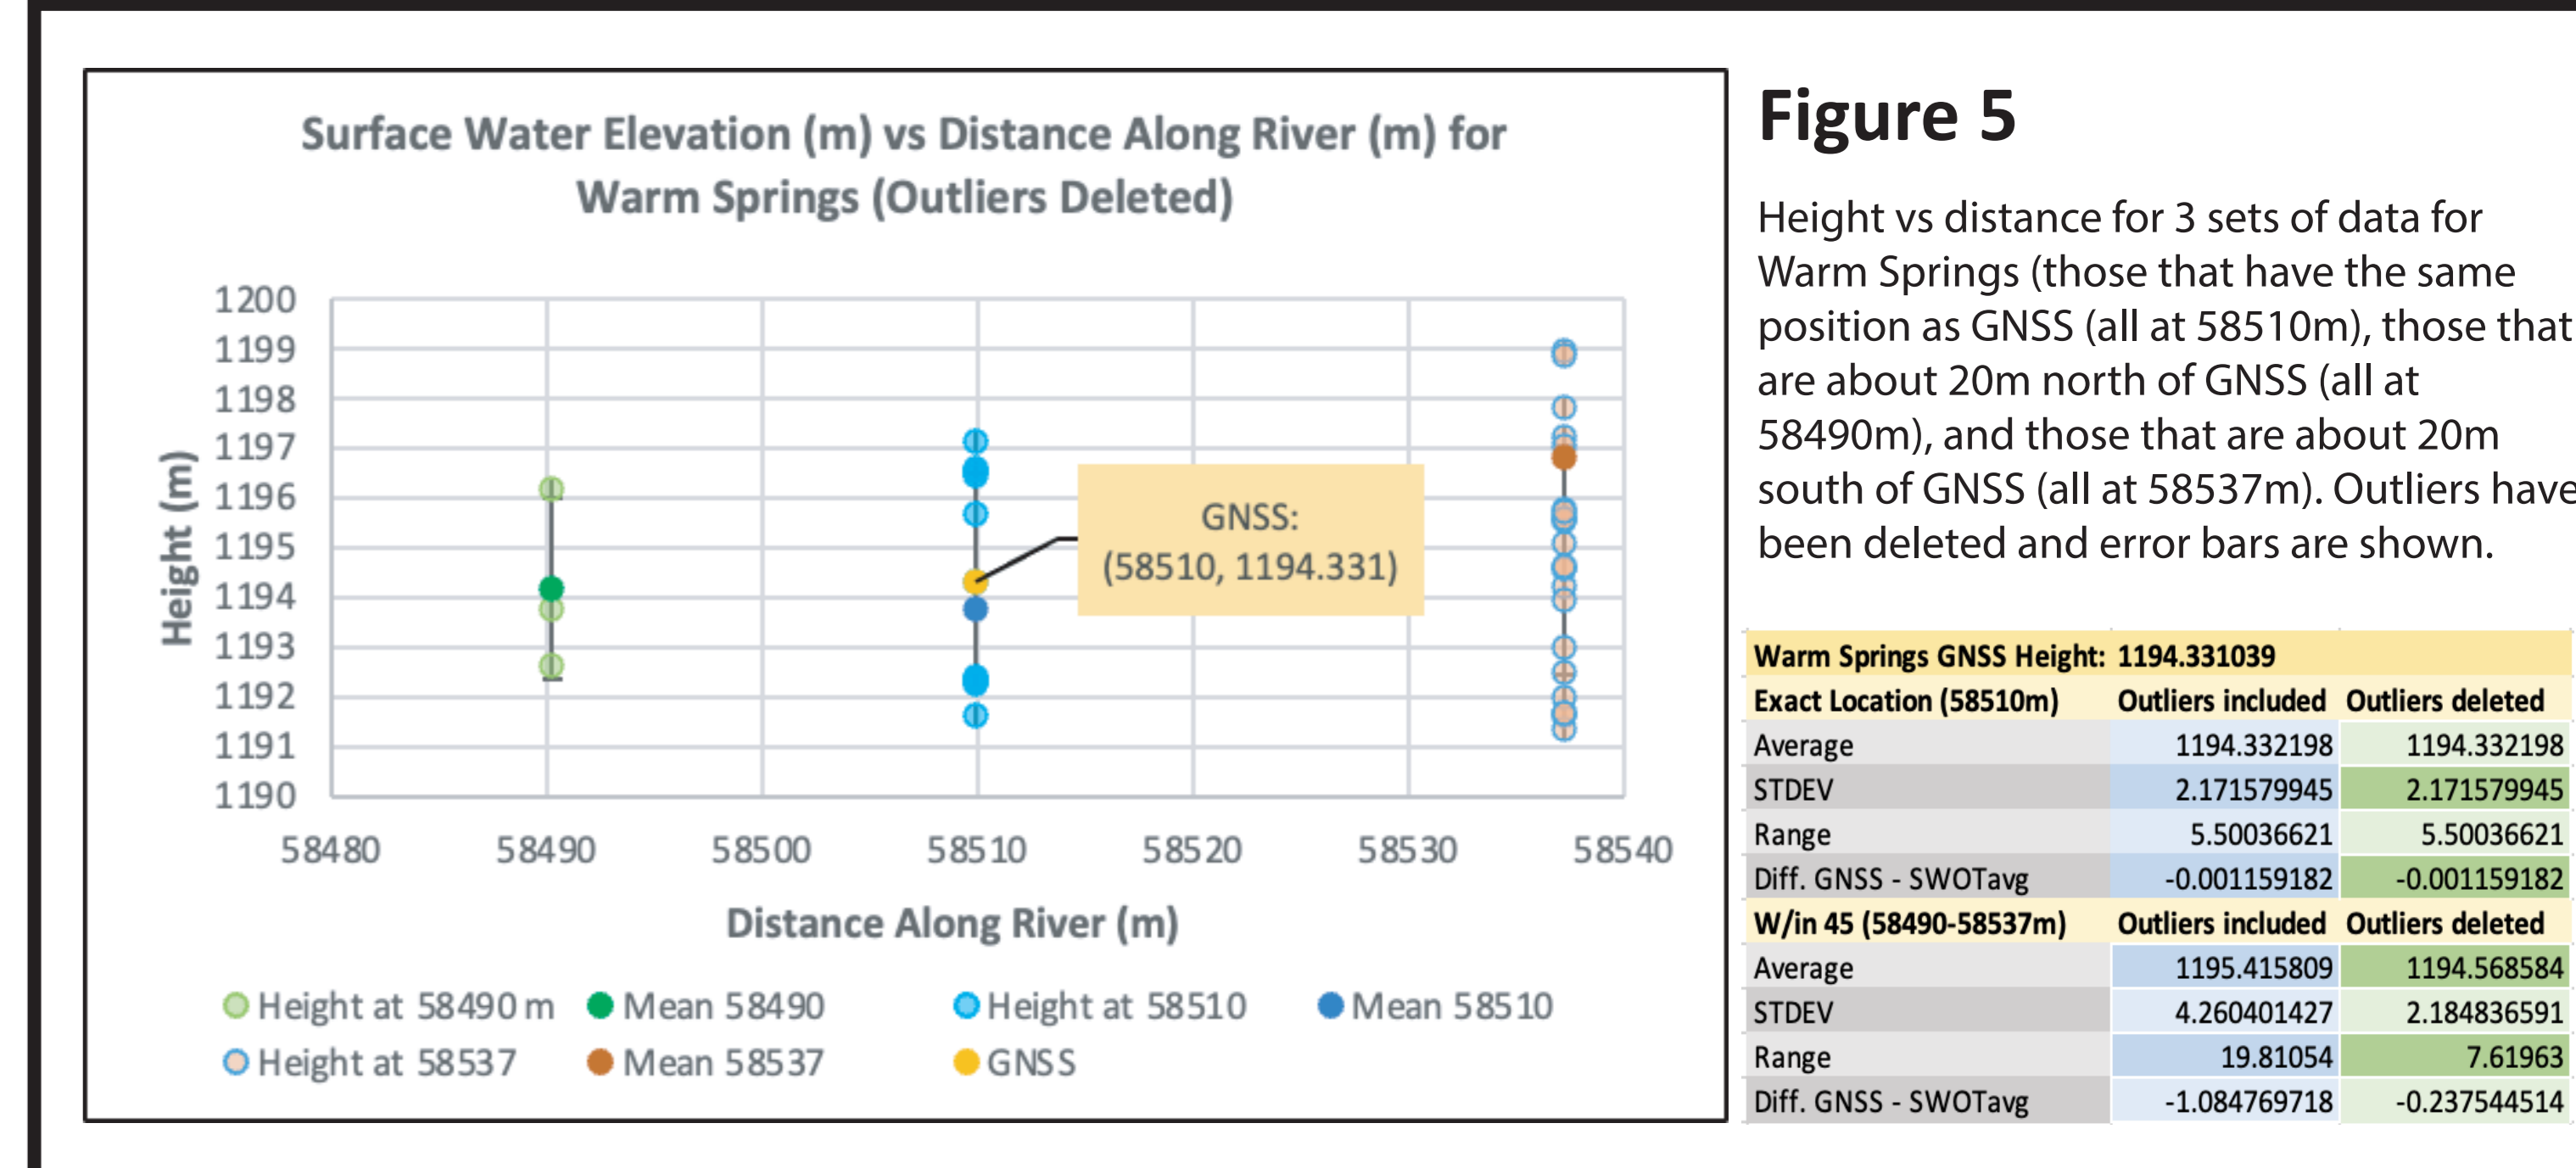 Surface Water Elevation (m) vs Distance Along River (m) for
Warm Springs (Outliers Deleted)
Height (m)
1200
1199
1198
1197
1196
1195
1194
1193
1192
1191
1190
GNSS:
(58510, 1194.331)
58480 58490 58500 58510 58520 58530 58540
Distance Along River (m)
Height at 58490 m Mean 58490 Height at 58510 Mean 58510
Height at 58537 Mean 58537 GNSS
Figure 5
Height vs distance for 3 sets of data for
Warm Springs (those that have the same
position as GNSS (all at 58510m), those that
are about 20m north of GNSS (all at
58490m), and those that are about 20m
south of GNSS (all at 58537m). Outliers have
been deleted and error bars are shown.
Warm Springs GNSS Height: 1194.331039
Exact Location (58510m) Outliers included Outliers deleted
Average 1194.332198 1194.332198
STDEV 2.171579945 2.171579945
Range 5.50036621 5.50036621
Diff. GNSS - SWOTavg -0.001159182 -0.001159182
W/in 45 (58490-58537m) Outliers included Outliers deleted
Average 1195.415809 1194.568584
STDEV 4.260401427 2.184836591
Range 19.81054 7.61963
Diff. GNSS - SWOTavg -1.084769718 -0.237544514